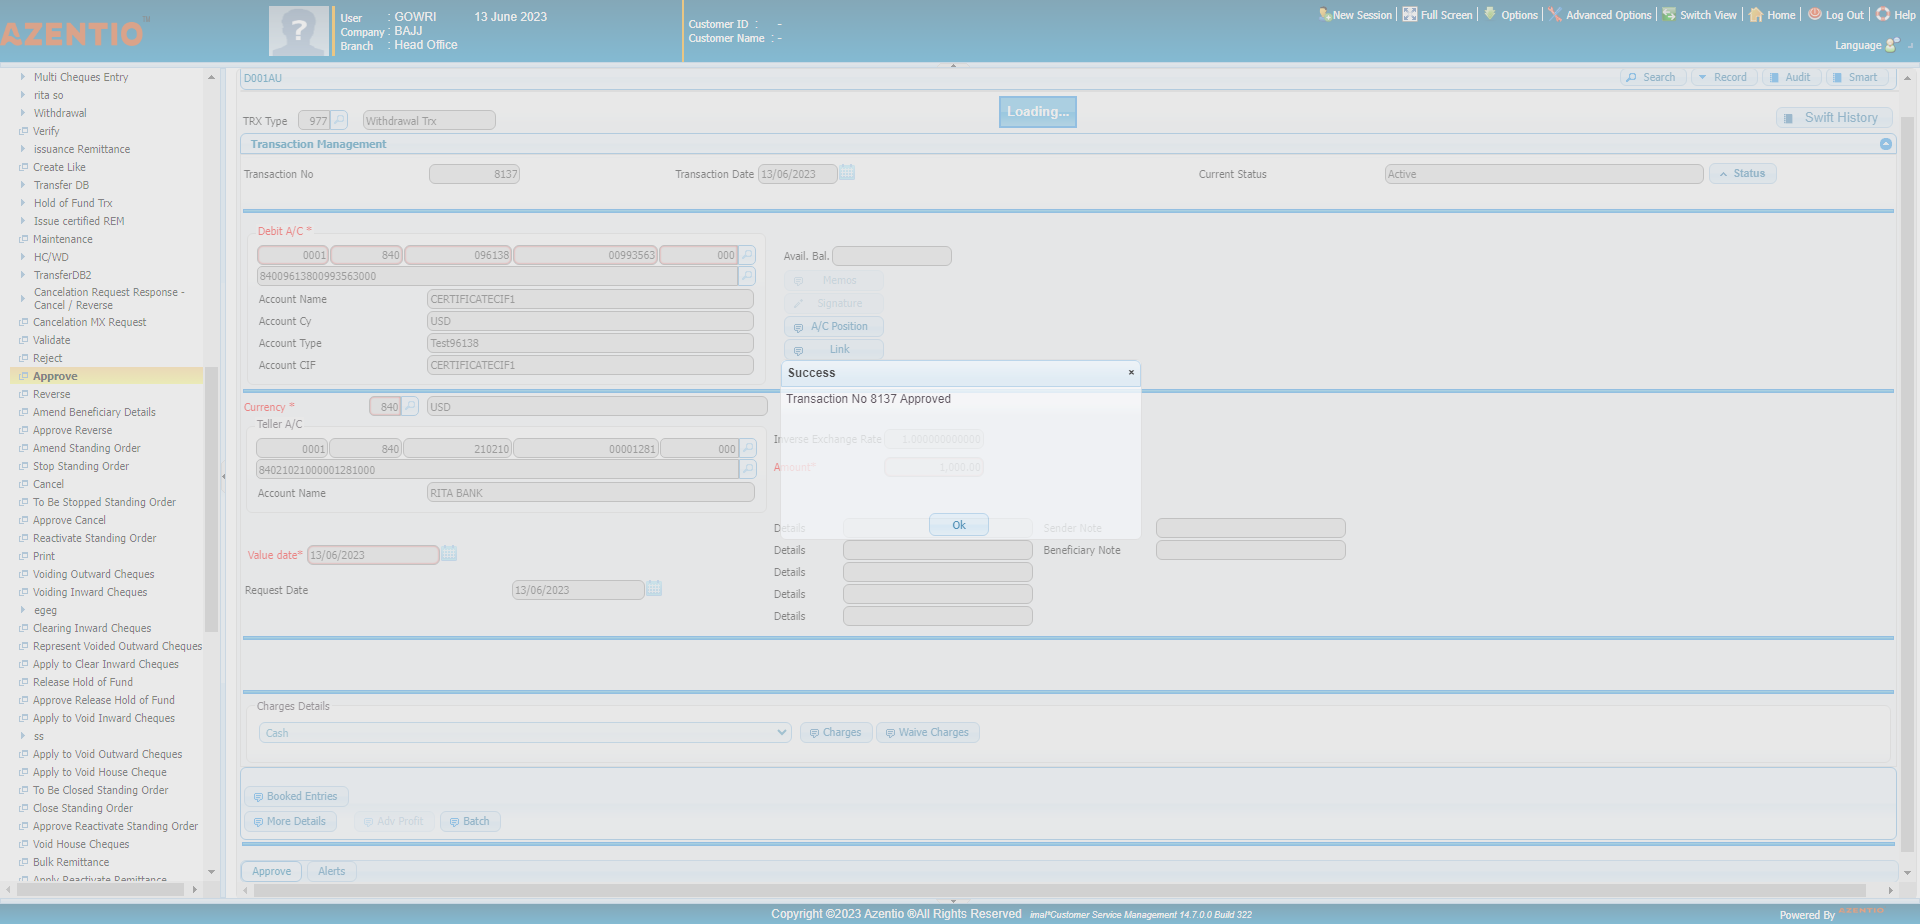 AZENTIO
User : GOWRI 13 June 2023
Company : BAJJ
Branch : Head Office
Customer ID : -
Customer Name : -
New Session Full Screen Options Advanced Options Switch View Home Log Out Help
Language
Multi Cheques Entry
rita so
Withdrawal
Verify
issuance Remittance
Create Like
Transfer DB
Hold of Fund Trx
Issue certified REM
Maintenance
HC/WD
TransferDB2
Cancelation Request Response -
Cancel / Reverse
Cancelation MX Request
Validate
Reject
Approve
Reverse
Amend Beneficiary Details
Approve Reverse
Amend Standing Order
Stop Standing Order
Cancel
To Be Stopped Standing Order
Approve Cancel
Reactivate Standing Order
Print
Voiding Outward Cheques
Voiding Inward Cheques
egeg
Clearing Inward Cheques
Represent Voided Outward Cheques
Apply to Clear Inward Cheques
Release Hold of Fund
Approve Release Hold of Fund
Apply to Void Inward Cheques
ss
Apply to Void Outward Cheques
Apply to Void House Cheque
To Be Closed Standing Order
Close Standing Order
Approve Reactivate Standing Order
Void House Cheques
Bulk Remittance
Apply Reactivate Remittance
D001AU Search Record Audit Smart
Loading...
TRX Type 977 Withdrawal Trx Swift History
Transaction Management
Transaction No 8137 Transaction Date 13/06/2023 Current Status Active Status
Debit A/C *
0001 840 096138 00993563 000 Avail. Bal.
84009613800993563000 Memos
Account Name CERTIFICATECIF1 Signature
Account Cy USD A/C Position
Account Type Test96138 Link
Account CIF CERTIFICATECIF1
Success ×
Transaction No 8137 Approved
Ok
Currency * 840 USD
Teller A/C
0001 840 210210 00001281 000 Inverse Exchange Rate 1.000000000000
84021021000001281000 Amount* 1,000.00
Account Name RITA BANK
Details Sender Note
Value date* 13/06/2023 Details Beneficiary Note
Details
Request Date 13/06/2023 Details
Details
Charges Details
Cash Charges Waive Charges
Booked Entries
More Details Adv Profit Batch
Approve Alerts
Copyright ©2023 Azentio ®All Rights Reserved imal®Customer Service Management 14.7.0.0 Build 322 Powered By AZENTIO